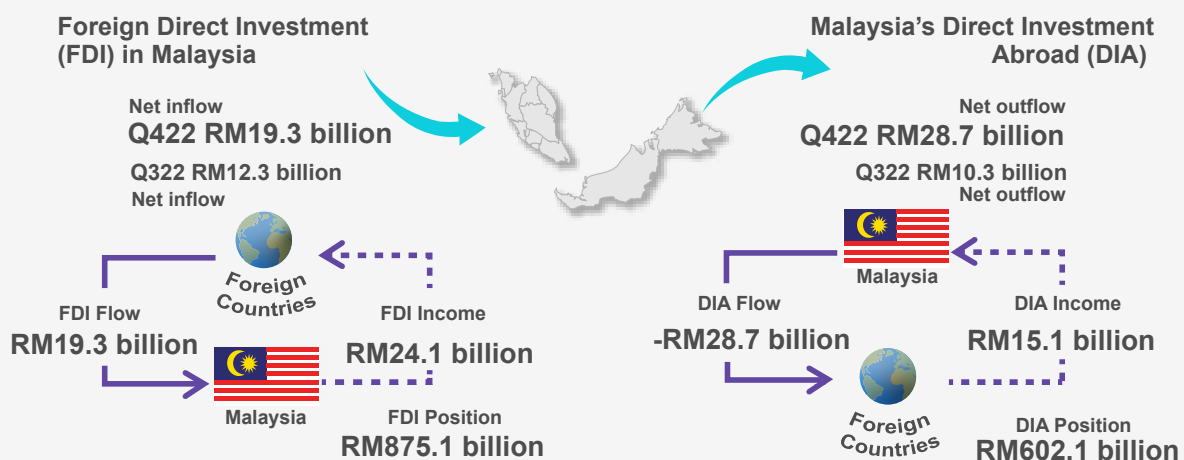 Foreign Direct Investment
(FDI) in Malaysia
Net inflow
Q422 RM19.3 billion
Q322 RM12.3 billion
Net inflow
Foreign
Countries
FDI Flow
RM19.3 billion
FDI Income
RM24.1 billion
Malaysia
FDI Position
RM875.1 billion
Malaysia’s Direct Investment
Abroad (DIA)
Net outflow
Q422 RM28.7 billion
Q322 RM10.3 billion
Net outflow
Malaysia
DIA Flow
-RM28.7 billion
DIA Income
RM15.1 billion
Foreign
Countries
DIA Position
RM602.1 billion